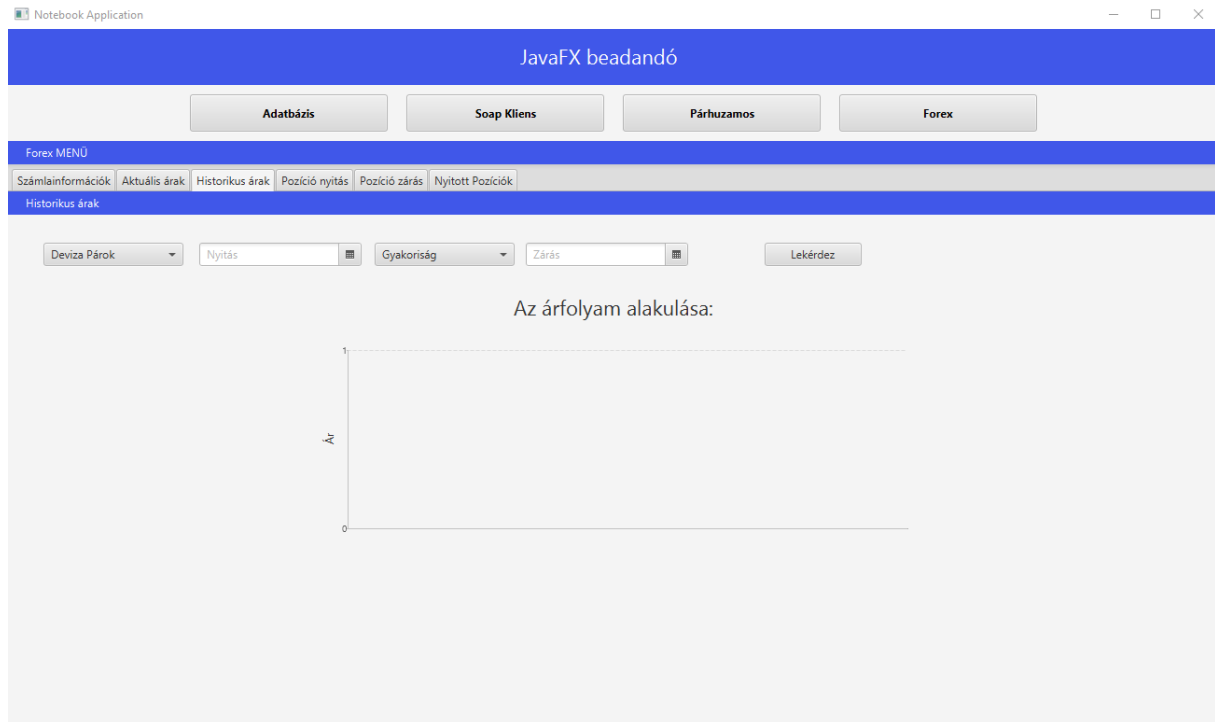 Notebook Application
JavaFX beadandó
Adatbázis Soap Kliens Párhuzamos Forex
Forex MENÜ
Számlainformációk Aktuális árak Historikus árak Pozíció nyitás Pozíció zárás Nyitott Pozíciók
Historikus árak
Deviza Párok Nyitás Gyakoriság Zárás Lekérdez
Az árfolyam alakulása:
1
Ár
0